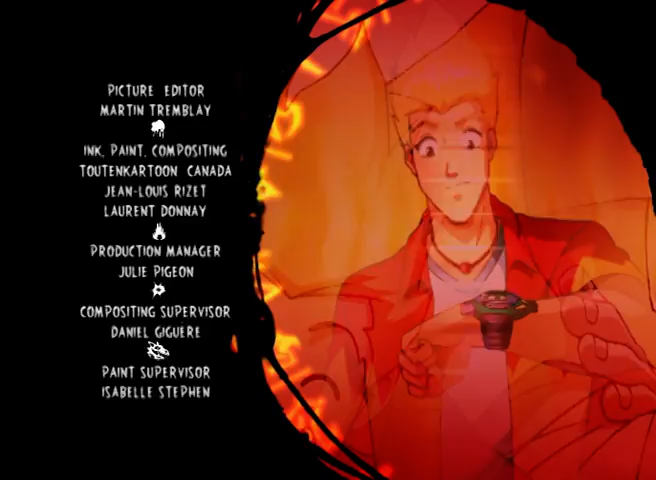 PICTURE EDITOR
MARTIN TREMBLAY
INK, PAINT, COMPOSITING
TOUTENKARTOON CANADA
JEAN-LOUIS RIZET
LAURENT DONNAY
PRODUCTION MANAGER
JULIE PIGEON
COMPOSITING SUPERVISOR
DANIEL GIGUERE
PAINT SUPERVISOR
ISABELLE STEPHEN